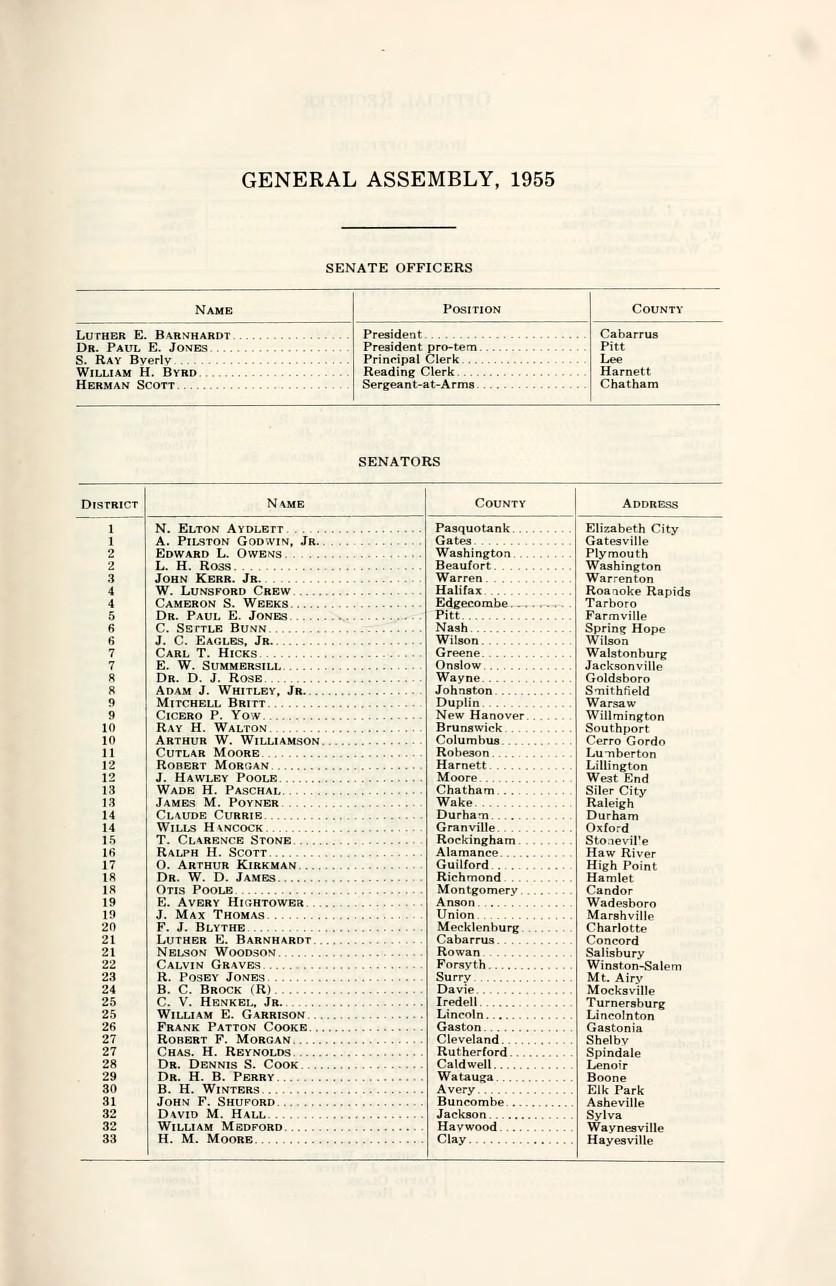 GENERAL ASSEMBLY, 1955
SENATE OFFICERS
NAME POSITION COUNTY
LUTHER E. BARNHARDT President Cabarrus
DR. PAUL E. JONES President pro-tem Pitt
S. RAY Byerly Principal Clerk Lee
WILLIAM H. BYRD Reading Clerk Harnett
HERMAN SCOTT Sergeant-at-Arms Chatham
SENATORS
DISTRICT NAME COUNTY ADDRESS
1 N. ELTON AYDLETT Pasquotank Elizabeth City
1 A. PILSTON GODWIN, JR. Gates Gatesville
2 EDWARD L. OWENS Washington Plymouth
2 L. H. ROSS Beaufort Washington
3 JOHN KERR. JR. Warren Warrenton
4 W. LUNSFORD CREW Halifax Roanoke Rapids
4 CAMERON S. WEEKS Edgecombe Tarboro
5 DR. PAUL E. JONES Pitt Farmville
6 C. SETTLE BUNN Nash Spring Hope
6 J. C. EAGLES, JR. Wilson Wilson
7 CARL T. HICKS Greene Walstonburg
7 E. W. SUMMERSILL Onslow Jacksonville
8 DR. D. J. ROSE Wayne Goldsboro
8 ADAM J. WHITLEY, JR. Johnston Smithfield
9 MITCHELL BRITT Duplin Warsaw
9 CICERO P. YOW New Hanover Willmington
10 RAY H. WALTON Brunswick Southport
10 ARTHUR W. WILLIAMSON Columbus Cerro Gordo
11 CUTLAR MOORE Robeson Lumberton
12 ROBERT MORGAN Harnett Lillington
12 J. HAWLEY POOLE Moore West End
13 WADE H. PASCHAL Chatham Siler City
13 JAMES M. POYNER Wake Raleigh
14 CLAUDE CURRIE Durham Durham
14 WILLS HANCOCK Granville Oxford
15 T. CLARENCE STONE Rockingham Stoneville
16 RALPH H. SCOTT Alamance Haw River
17 O. ARTHUR KIRKMAN Guilford High Point
18 DR. W. D. JAMES Richmond Hamlet
18 OTIS POOLE Montgomery Candor
19 E. AVERY HIGHTOWER Anson Wadesboro
19 J. MAX THOMAS Union Marshville
20 F. J. BLYTHE Mecklenburg Charlotte
21 LUTHER E. BARNHARDT Cabarrus Concord
21 NELSON WOODSON Rowan Salisbury
22 CALVIN GRAVES Forsyth Winston-Salem
23 R. POSEY JONES Surry Mt. Airy
24 B. C. BROCK (R) Davie Mocksville
25 C. V. HENKEL, JR. Iredell Turnersburg
25 WILLIAM E. GARRISON Lincoln Lincolnton
26 FRANK PATTON COOKE Gaston Gastonia
27 ROBERT F. MORGAN Cleveland Shelby
27 CHAS. H. REYNOLDS Rutherford Spindale
28 DR. DENNIS S. COOK Caldwell Lenoir
29 DR. H. B. PERRY Watauga Boone
30 B. H. WINTERS Avery Elk Park
31 JOHN F. SHUFORD Buncombe Asheville
32 DAVID M. HALL Jackson Sylva
32 WILLIAM MEDFORD Haywood Waynesville
33 H. M. MOORE Clay Hayesville